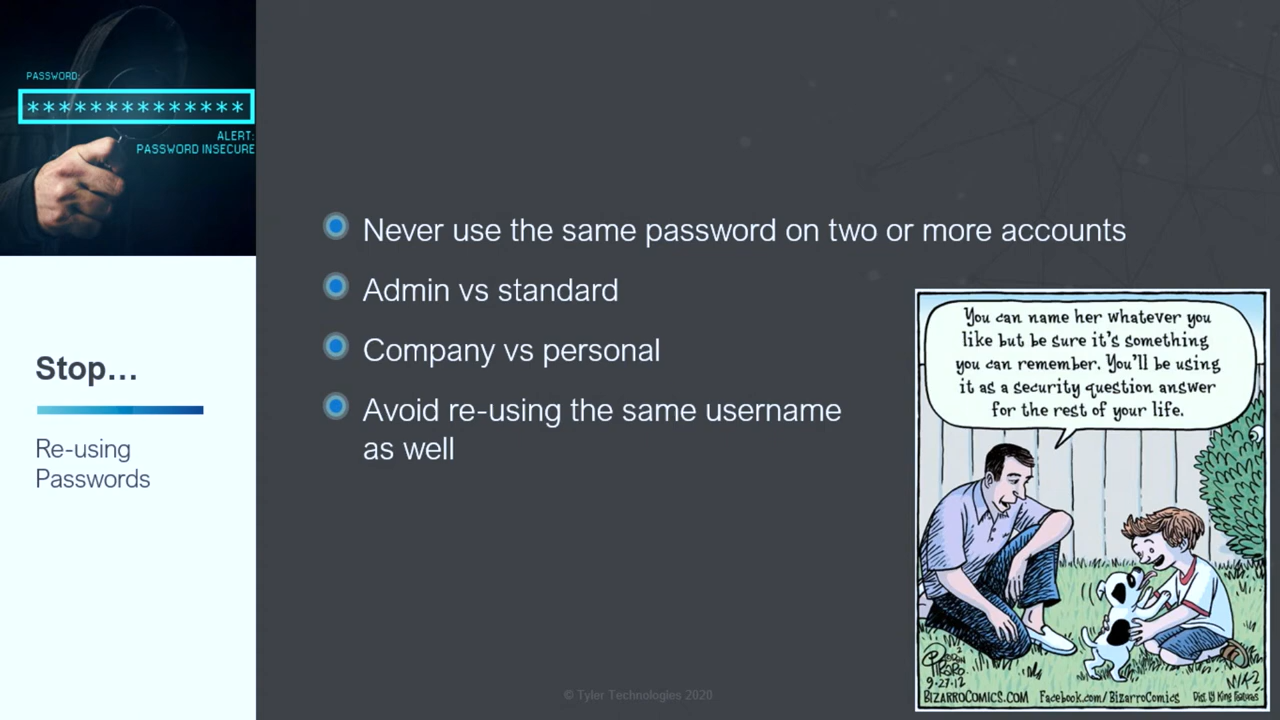 PASSWORD:
*************
ALERT:
PASSWORD INSECURE
Stop...
Re-using
Passwords
Never use the same password on two or more accounts
Admin vs standard
Company vs personal
Avoid re-using the same username
as well
You can name her whatever you
like but be sure it's something
you can remember. You'll be using
it as a security question answer
for the rest of your life.
9·27·12
BIZARROCOMICS.COM Facebook.com/BizarroComics Dist. by King Features
© Tyler Technologies 2020